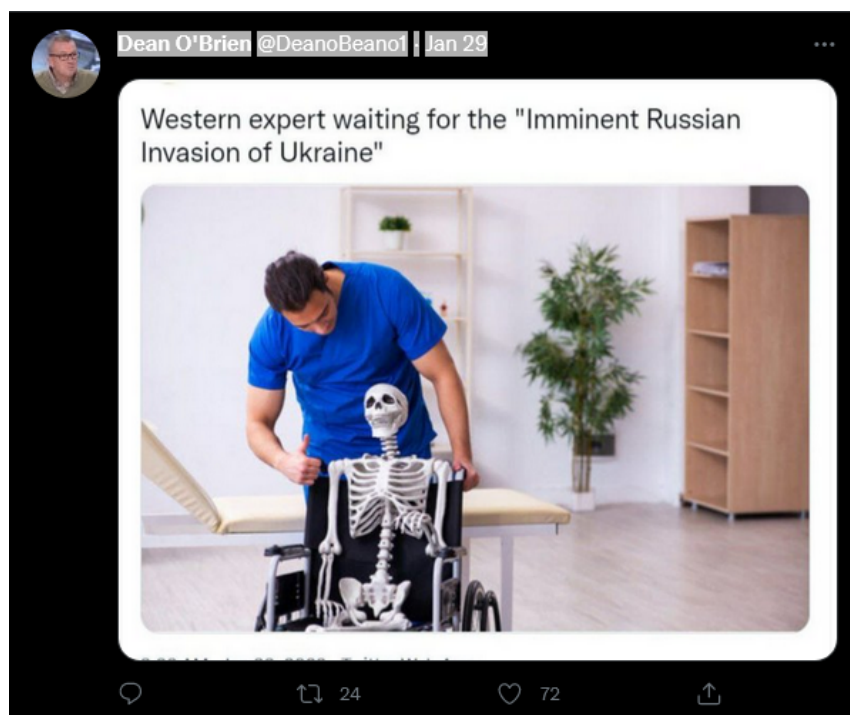 Dean O'Brien @DeanoBeano1 · Jan 29
Western expert waiting for the "Imminent Russian
Invasion of Ukraine"
24
72